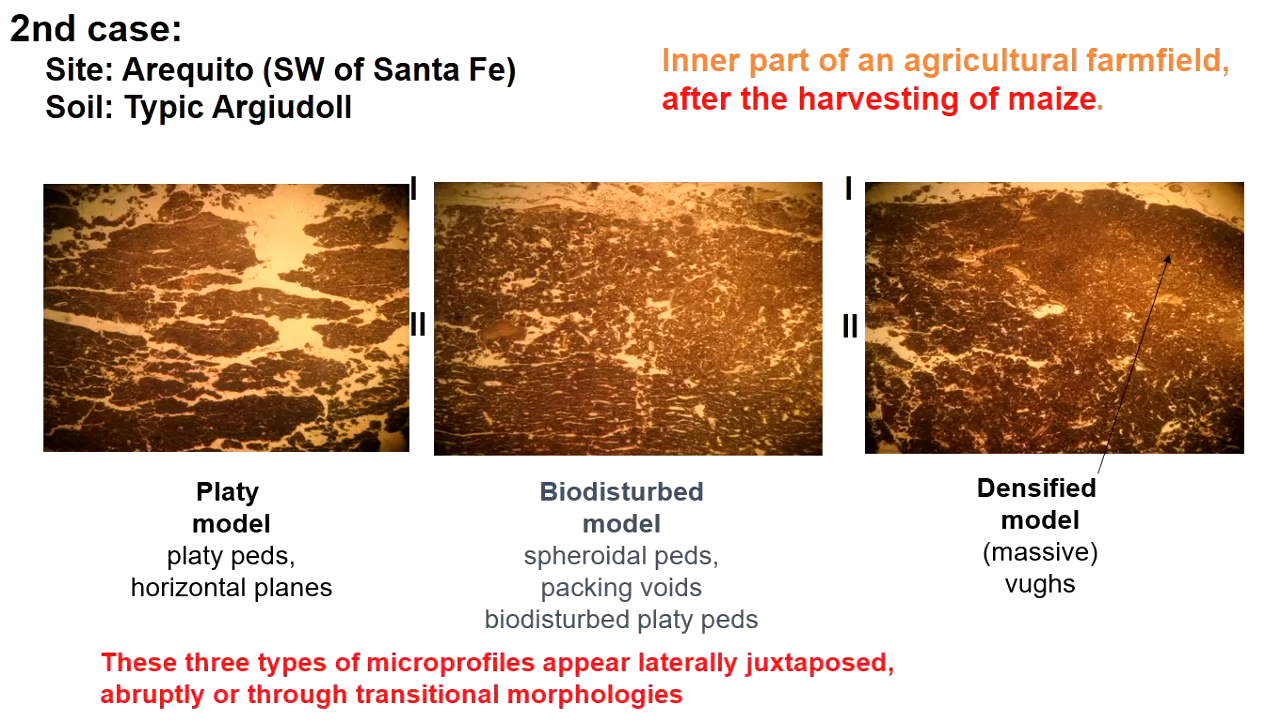 2nd case:
Site: Arequito (SW of Santa Fe)
Soil: Typic Argiudoll
Inner part of an agricultural farmfield,
after the harvesting of maize.
I
II
I
II
Platy
model
platy peds,
horizontal planes
Biodisturbed
model
spheroidal peds,
packing voids
biodisturbed platy peds
Densified
model
(massive)
vughs
These three types of microprofiles appear laterally juxtaposed,
abruptly or through transitional morphologies